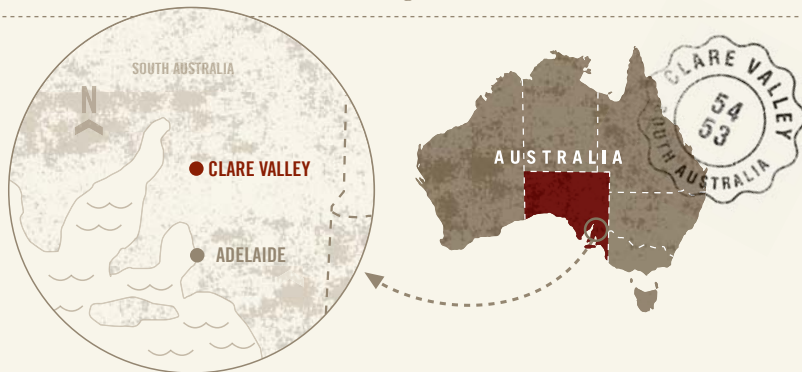 SOUTH AUSTRALIA
N
CLARE VALLEY
ADELAIDE
AUSTRALIA
CLARE VALLEY
54
53
SOUTH AUSTRALIA